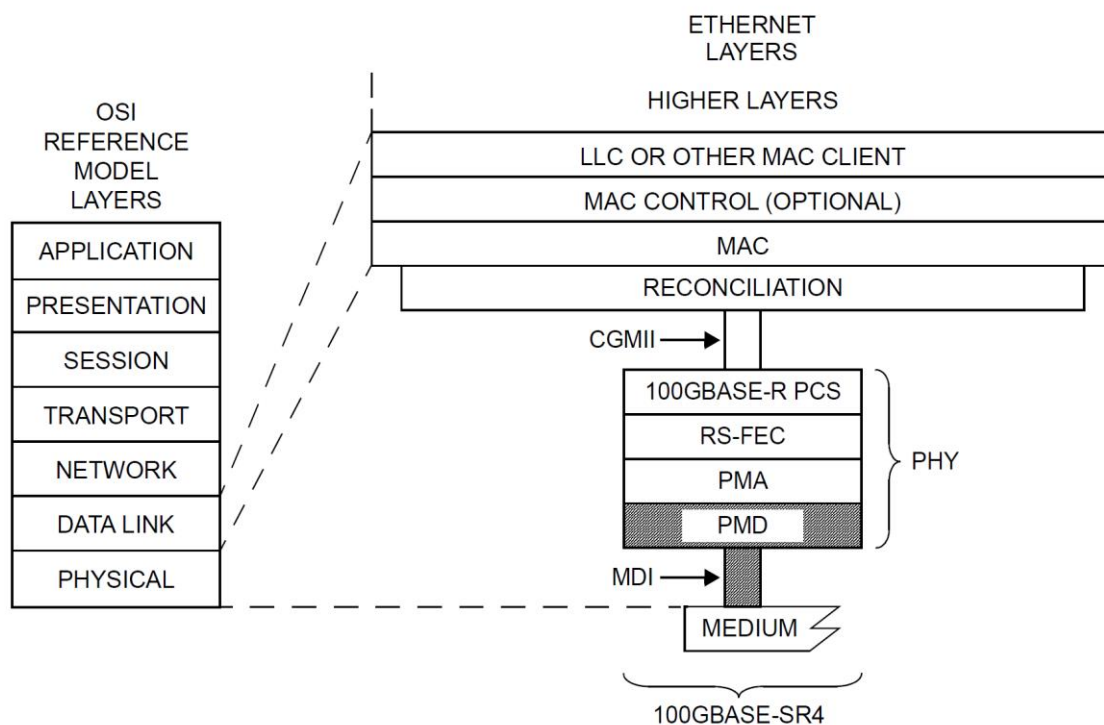 ETHERNET
LAYERS
HIGHER LAYERS
OSI
REFERENCE
MODEL
LAYERS
LLC OR OTHER MAC CLIENT
MAC CONTROL (OPTIONAL)
MAC
RECONCILIATION
APPLICATION
PRESENTATION
SESSION
TRANSPORT
NETWORK
DATA LINK
PHYSICAL
CGMII
100GBASE-R PCS
RS-FEC
PMA
PMD
PHY
MDI
MEDIUM
100GBASE-SR4